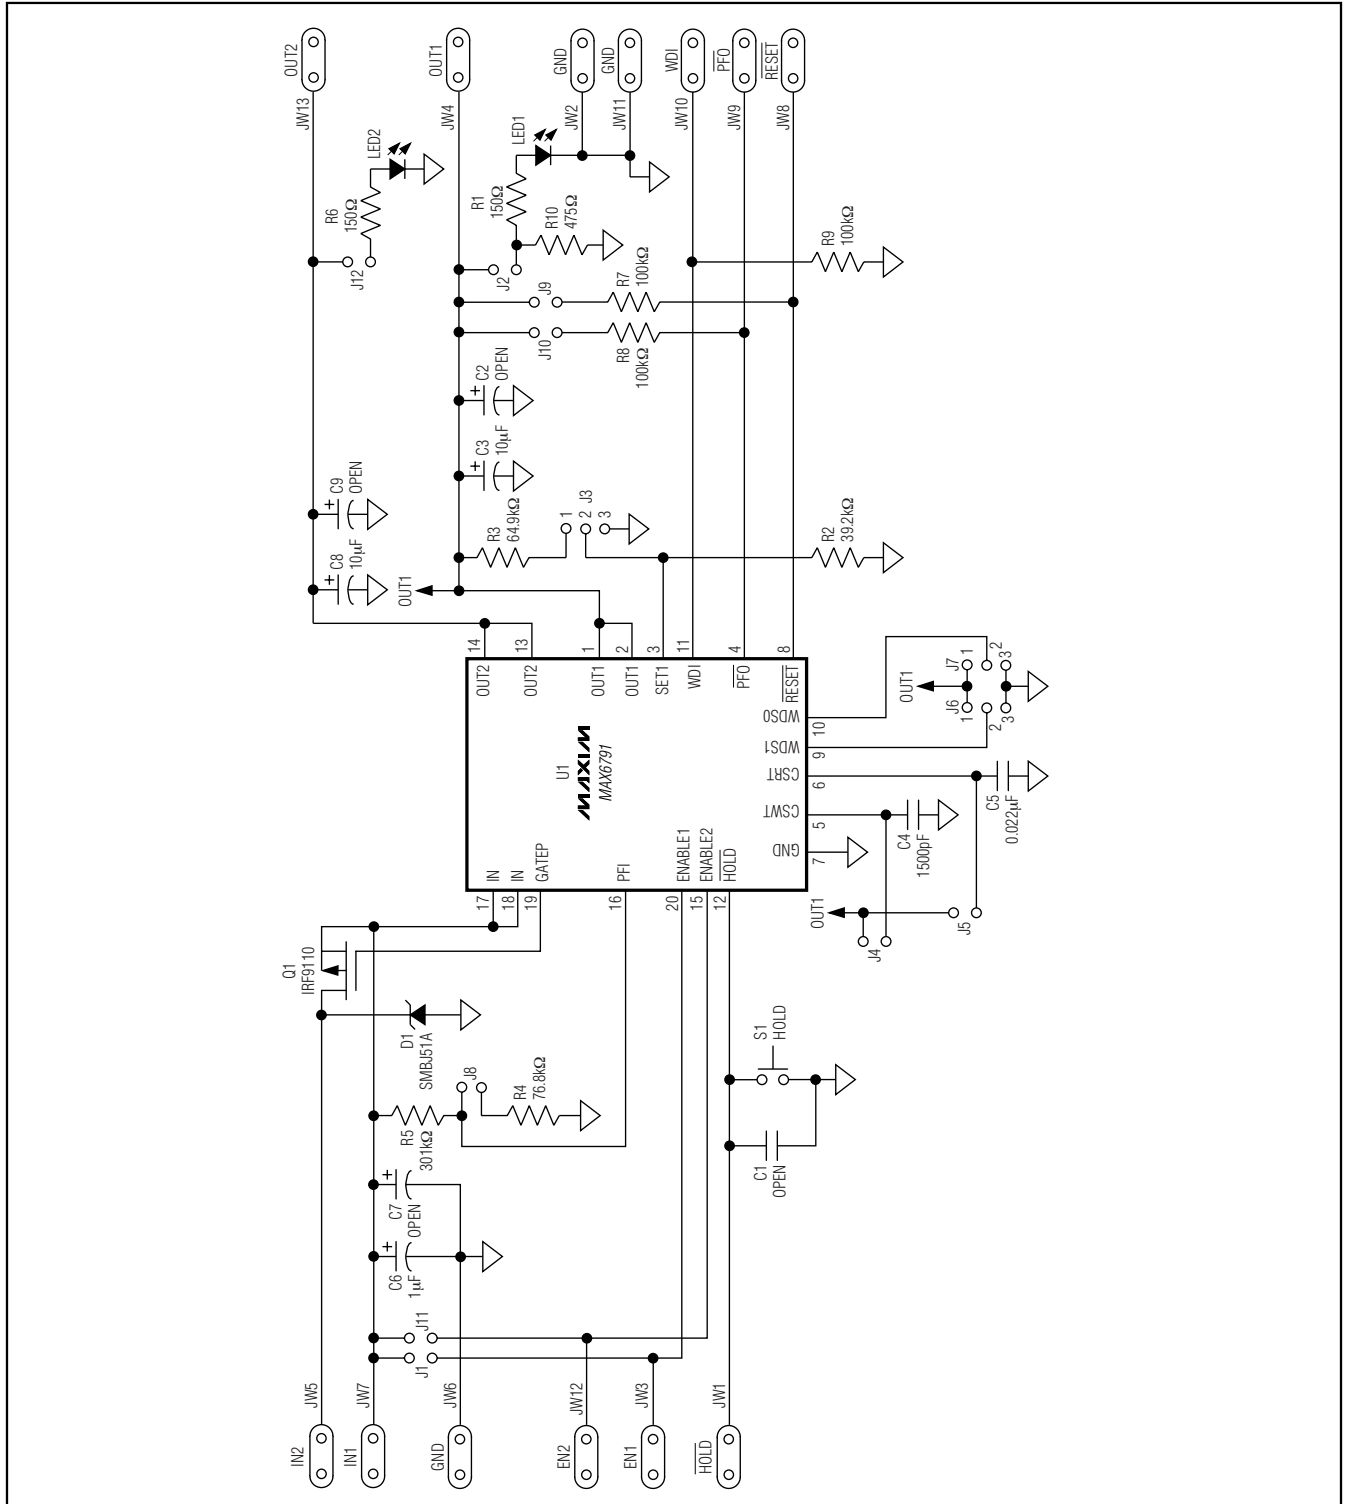 OUT2
JW13
LED2
R6
150Ω
J12
OUT1
JW4
LED1
R1
150Ω
R10
475Ω
J2
GND
JW2
GND
JW11
WDI
JW10
PFO
JW9
RESET
JW8
J9
R7
100kΩ
J10
R8
100kΩ
R9
100kΩ
C2
OPEN
C3
10µF
C9
OPEN
C8
10µF
R3
64.9kΩ
1
2
3
J3
R2
39.2kΩ
OUT1
14
13
1
2
3
11
4
8
OUT2
OUT2
OUT1
OUT1
SET1
WDI
PFO
RESET
U1
MAXIM
MAX6791
WDS0
10
WDS1
9
CSRT
6
CSWT
5
GND
7
IN
IN
GATEP
PFI
ENABLE1
ENABLE2
HOLD
17
18
19
16
20
15
12
OUT1
J7
1
2
3
J6
1
2
3
C5
0.022µF
C4
1500pF
OUT1
J5
J4
Q1
IRF9110
D1
SMBJ51A
J8
R4
76.8kΩ
R5
301kΩ
S1
HOLD
C1
OPEN
C7
OPEN
C6
1µF
J11
J1
JW5
IN2
JW7
IN1
JW6
GND
JW12
EN2
JW3
EN1
JW1
HOLD